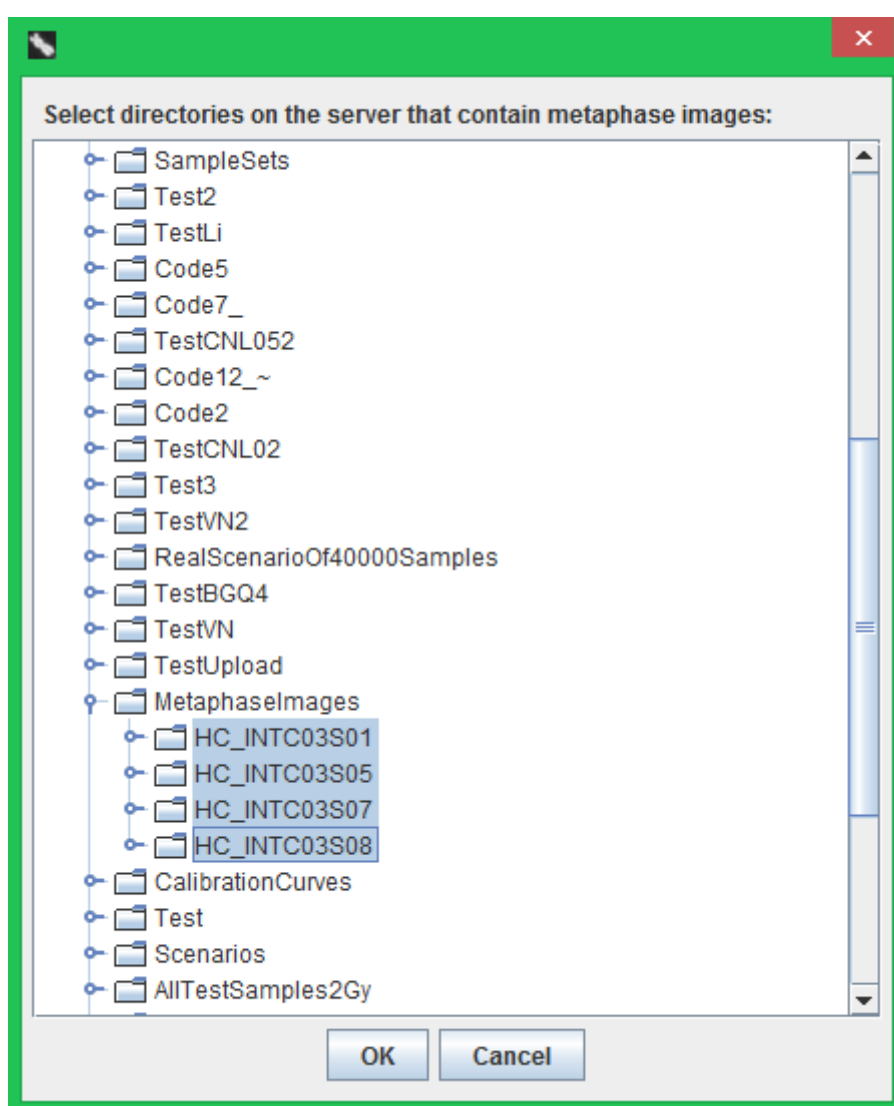 Select directories on the server that contain metaphase images:
SampleSets
Test2
TestLi
Code5
Code7_
TestCNL052
Code12_~
Code2
TestCNL02
Test3
TestVN2
RealScenarioOf40000Samples
TestBGQ4
TestVN
TestUpload
MetaphaseImages
HC_INTC03S01
HC_INTC03S05
HC_INTC03S07
HC_INTC03S08
CalibrationCurves
Test
Scenarios
AllTestSamples2Gy
OK Cancel